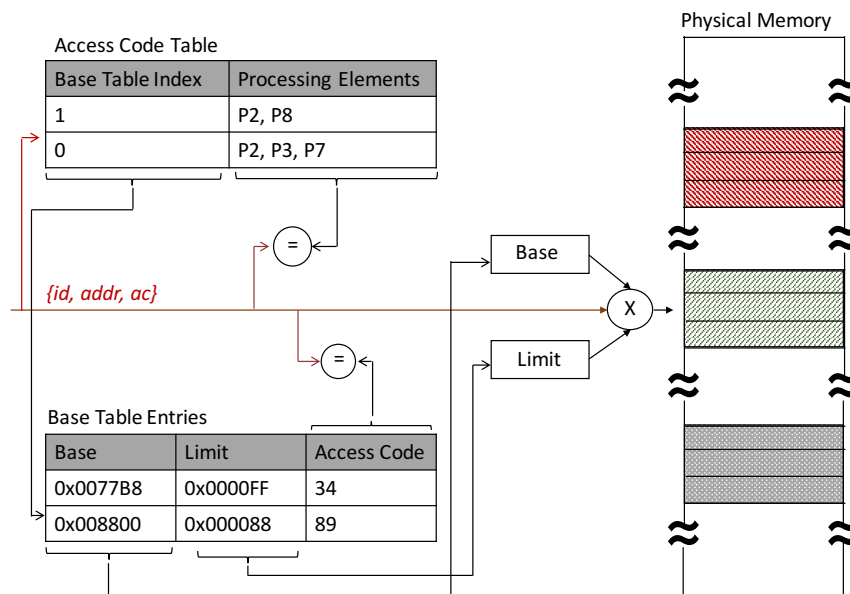 Physical Memory
Access Code Table
Base Table Index Processing Elements
1 P2, P8
0 P2, P3, P7
=
Base
{id, addr, ac}
X
=
Limit
Base Table Entries
Base Limit Access Code
0x0077B8 0x0000FF 34
0x008800 0x000088 89